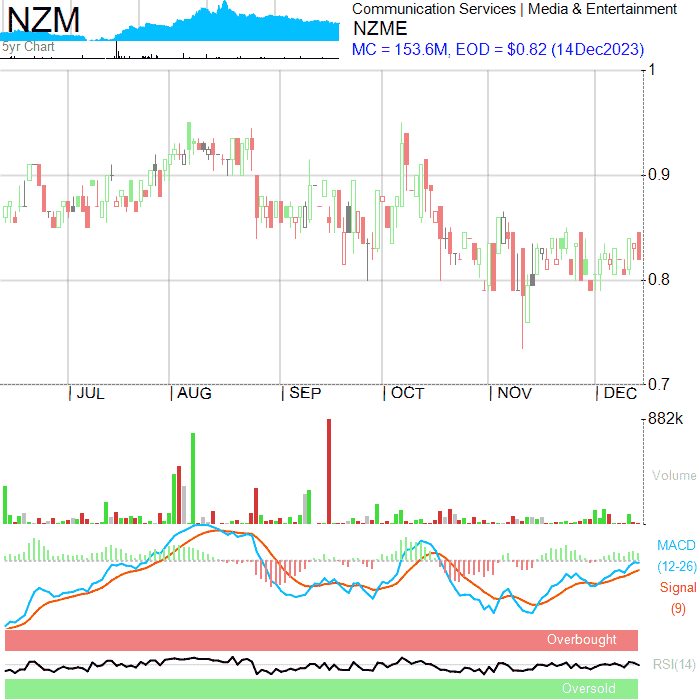 NZM
5yr Chart
Communication Services | Media & Entertainment
NZME
MC = 153.6M, EOD = $0.82 (14Dec2023)
1
0.9
0.8
0.7
| JUL | AUG | SEP | OCT | NOV | DEC
882k
Volume
MACD
(12-26)
Signal
(9)
Overbought
RSI(14)
Oversold